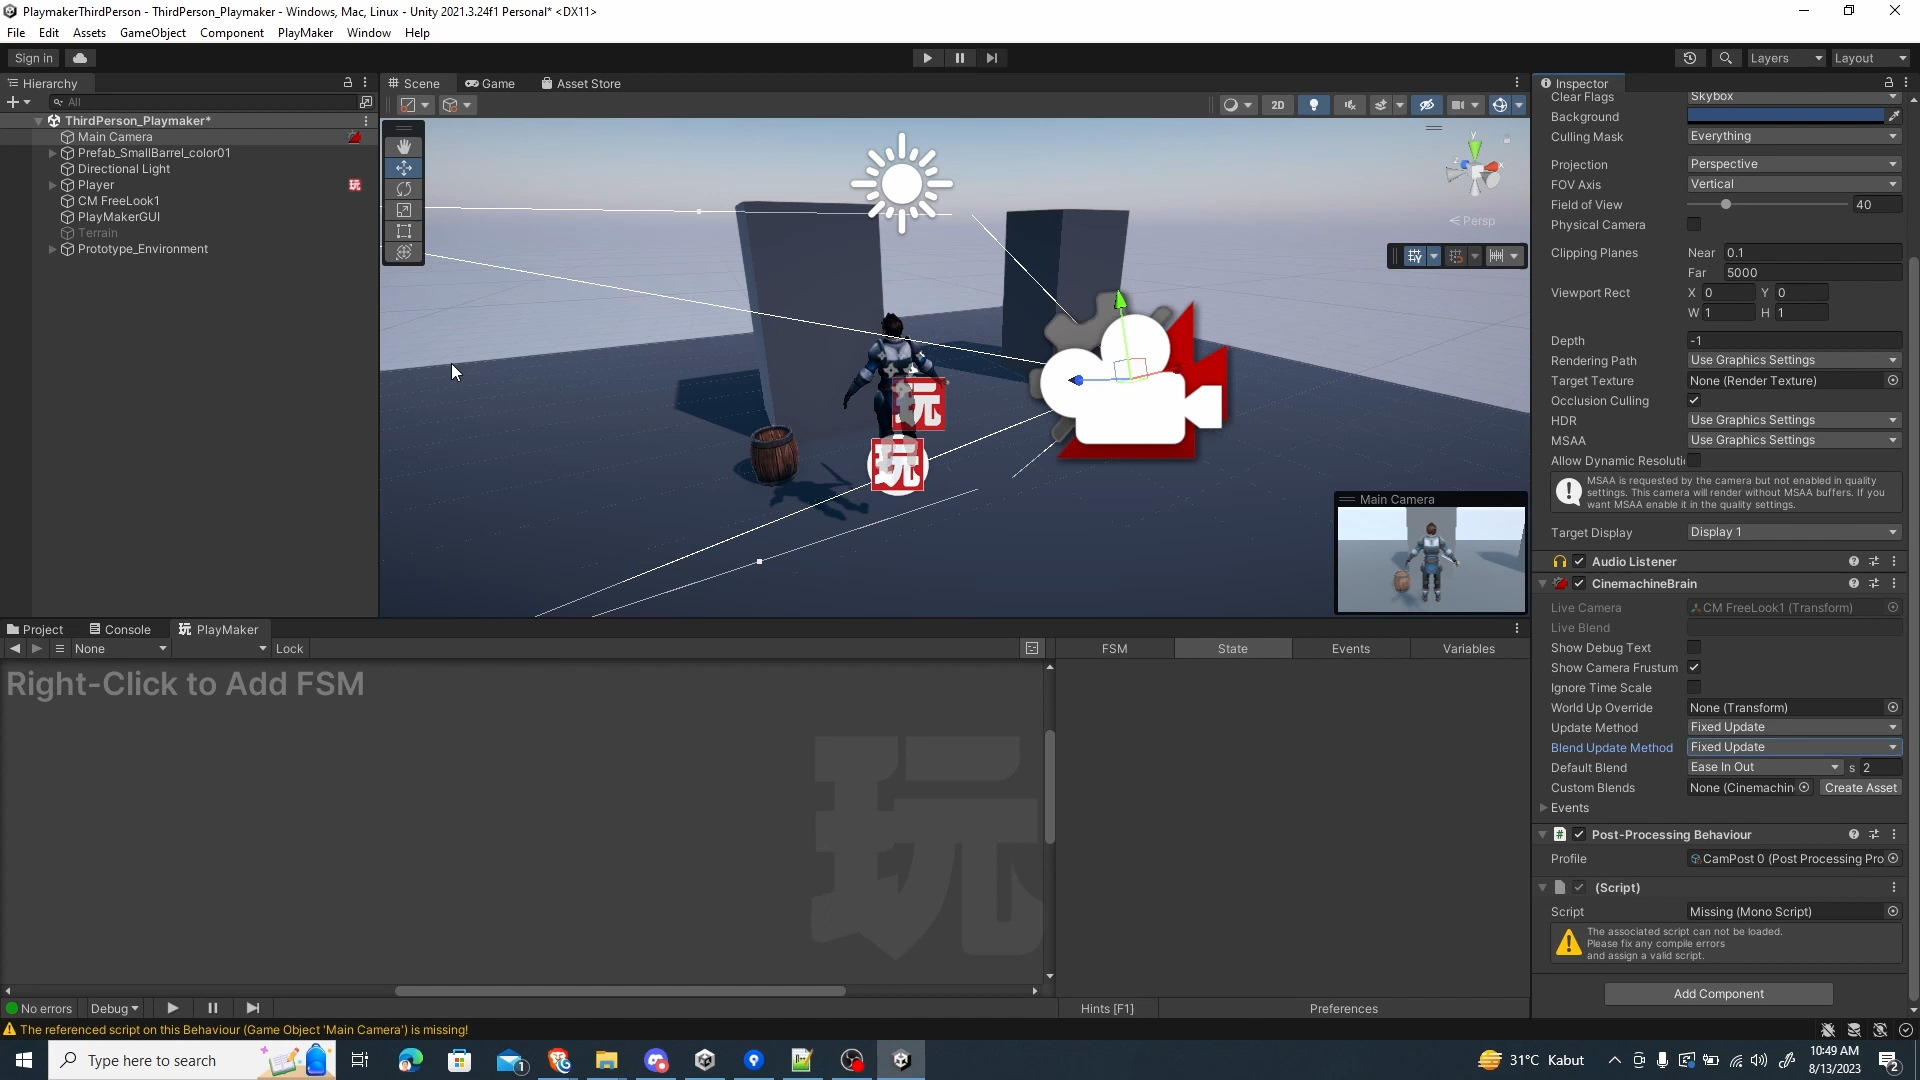 PlaymakerThirdPerson - ThirdPerson_Playmaker - Windows, Mac, Linux - Unity 2021.3.24f1 Personal* <DX11>
File Edit Assets GameObject Component PlayMaker Window Help
Sign in Layers Layout
Hierarchy Scene Game Asset Store Inspector
All 2D
ThirdPerson_Playmaker*
Main Camera
Prefab_SmallBarrel_color01
Directional Light
Player 玩
CM FreeLook1
PlayMakerGUI
Terrain
Prototype_Environment
y
x
z
Persp
玩
玩
Main Camera
Clear Flags Skybox
Background
Culling Mask Everything
Projection Perspective
FOV Axis Vertical
Field of View 40
Physical Camera
Clipping Planes Near 0.1
Far 5000
Viewport Rect X 0 Y 0
W 1 H 1
Depth -1
Rendering Path Use Graphics Settings
Target Texture None (Render Texture)
Occlusion Culling
HDR Use Graphics Settings
MSAA Use Graphics Settings
Allow Dynamic Resoluti
MSAA is requested by the camera but not enabled in quality
settings. This camera will render without MSAA buffers. If you
want MSAA enable it in the quality settings.
Target Display Display 1
Audio Listener
CinemachineBrain
Live Camera CM FreeLook1 (Transform)
Live Blend
Show Debug Text
Show Camera Frustum
Ignore Time Scale
World Up Override None (Transform)
Update Method Fixed Update
Blend Update Method Fixed Update
Default Blend Ease In Out s 2
Custom Blends None (Cinemachin Create Asset
Events
# Post-Processing Behaviour
Profile CamPost 0 (Post Processing Pro
(Script)
Script Missing (Mono Script)
The associated script can not be loaded.
Please fix any compile errors
and assign a valid script.
Add Component
Project Console 玩 PlayMaker
None Lock FSM State Events Variables
Right-Click to Add FSM
玩
No errors Debug Hints [F1] Preferences
The referenced script on this Behaviour (Game Object 'Main Camera') is missing!
Type here to search 1 31°C Kabut 10:49 AM
8/13/2023 2